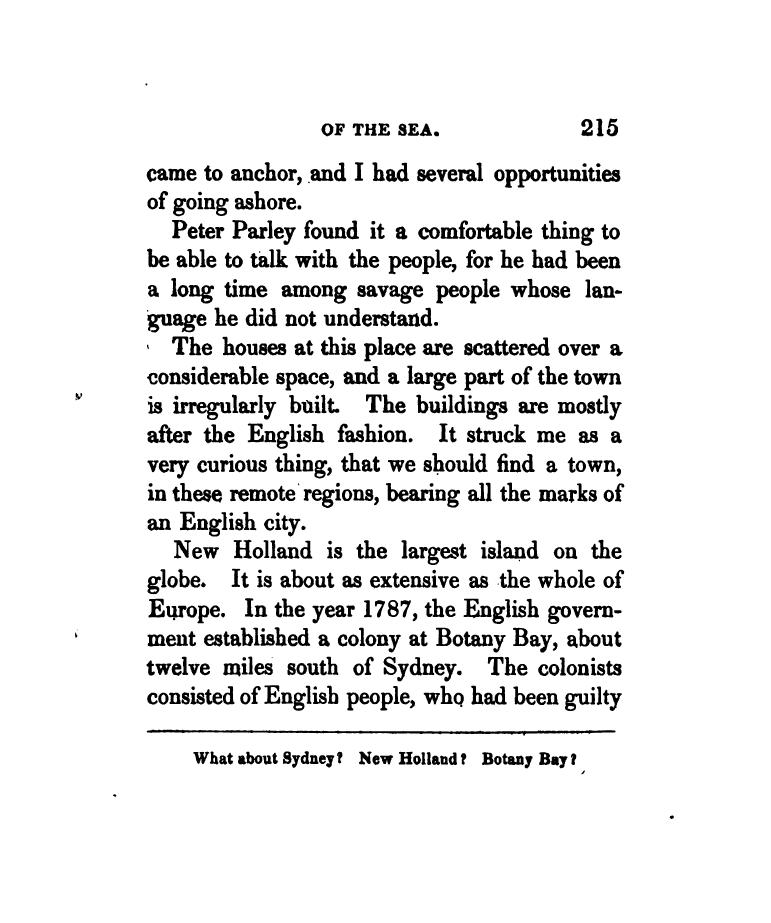 OF THE SEA. 215
came to anchor, and I had several opportunities
of going ashore.
Peter Parley found it a comfortable thing to
be able to talk with the people, for he had been
a long time among savage people whose lan-
guage he did not understand.
The houses at this place are scattered over a
considerable space, and a large part of the town
is irregularly built. The buildings are mostly
after the English fashion. It struck me as a
very curious thing, that we should find a town,
in these remote regions, bearing all the marks of
an English city.
New Holland is the largest island on the
globe. It is about as extensive as the whole of
Europe. In the year 1787, the English govern-
ment established a colony at Botany Bay, about
twelve miles south of Sydney. The colonists
consisted of English people, who had been guilty
What about Sydney? New Holland? Botany Bay?